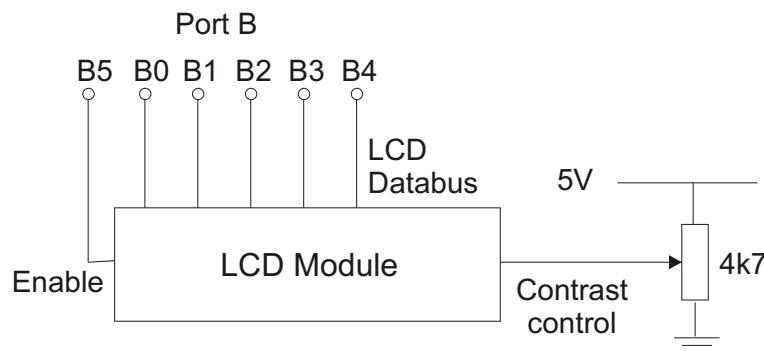 Port B
B5 B0 B1 B2 B3 B4
LCD
Databus
5V
Enable
LCD Module
4k7
Contrast
control